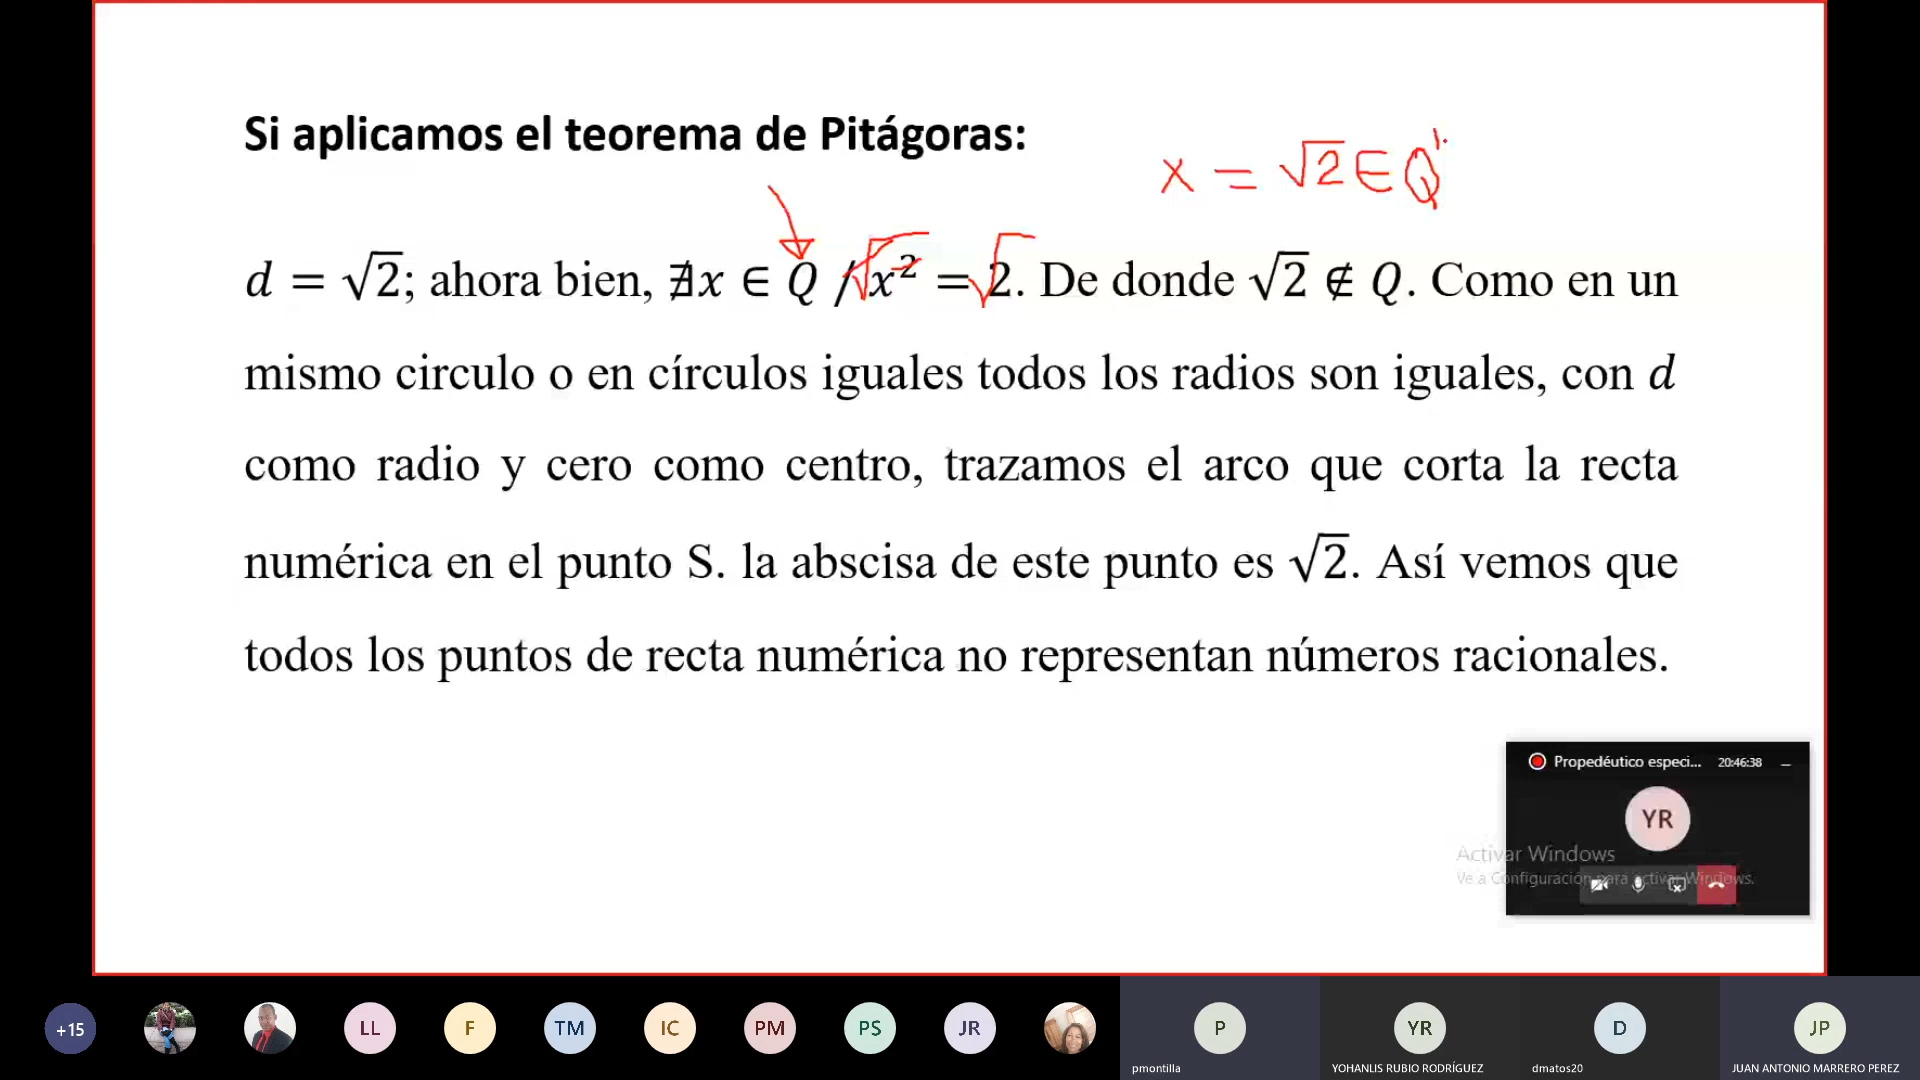 Si aplicamos el teorema de Pitágoras:
x = √2 ∈ Q'
d = √2; ahora bien, ∄x ∈ Q /√x² = √2. De donde √2 ∉ Q. Como en un
mismo circulo o en círculos iguales todos los radios son iguales, con d
como radio y cero como centro, trazamos el arco que corta la recta
numérica en el punto S. la abscisa de este punto es √2. Así vemos que
todos los puntos de recta numérica no representan números racionales.
Propedéutico especi... 20:46:38
YR
Activar Windows
Ve a Configuración para activar Windows.
+15 LL F TM IC PM PS JR P YR D JP
pmontilla YOHANLIS RUBIO RODRÍGUEZ dmatos20 JUAN ANTONIO MARRERO PEREZ